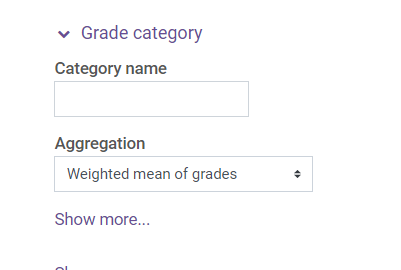 Grade category
Category name
Aggregation
Weighted mean of grades
Show more...